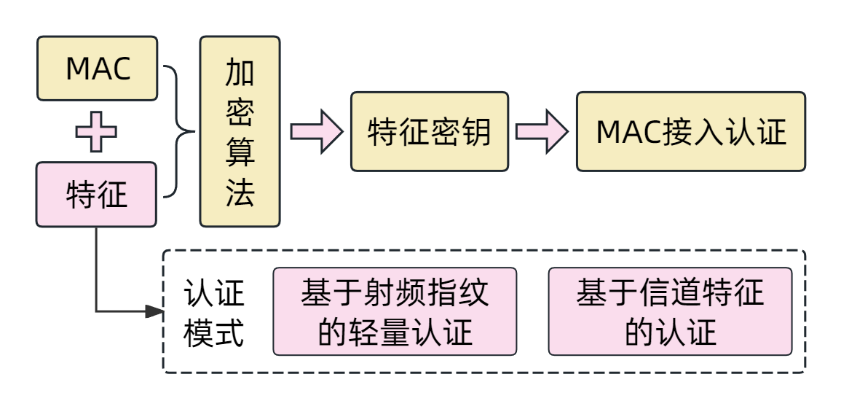 MAC
特征
加
密
算
法
特征密钥
MAC接入认证
认证
模式
基于射频指纹
的轻量认证
基于信道特征
的认证